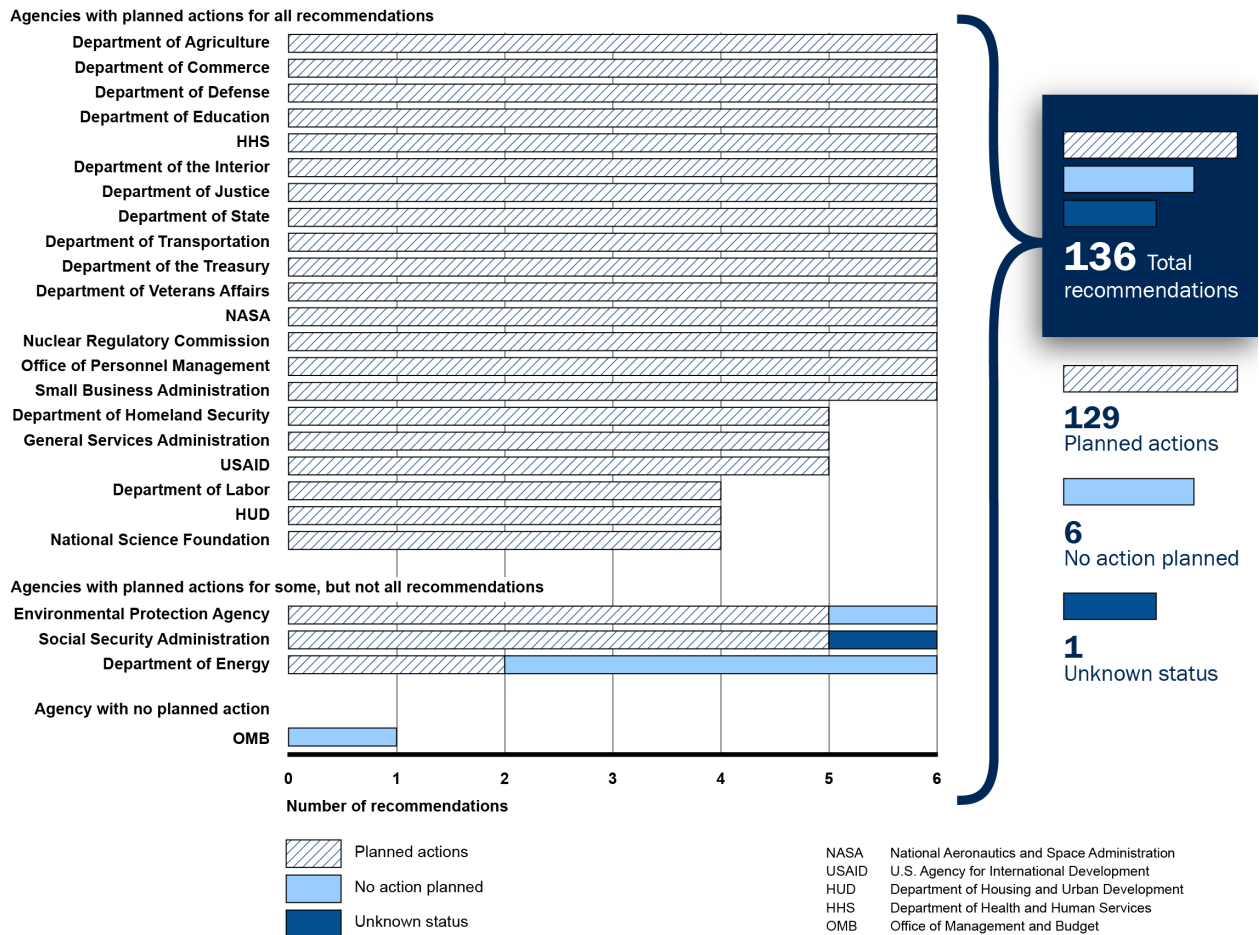 Agencies with planned actions for all recommendations
Department of Agriculture
Department of Commerce
Department of Defense
Department of Education
HHS
Department of the Interior
Department of Justice
Department of State
Department of Transportation
Department of the Treasury
Department of Veterans Affairs
NASA
Nuclear Regulatory Commission
Office of Personnel Management
Small Business Administration
Department of Homeland Security
General Services Administration
USAID
Department of Labor
HUD
National Science Foundation
Agencies with planned actions for some, but not all recommendations
Environmental Protection Agency
Social Security Administration
Department of Energy
Agency with no planned action
OMB
0 1 2 3 4 5 6
Number of recommendations
Planned actions
No action planned
Unknown status
136 Total
recommendations
129
Planned actions
6
No action planned
1
Unknown status
NASA National Aeronautics and Space Administration
USAID U.S. Agency for International Development
HUD Department of Housing and Urban Development
HHS Department of Health and Human Services
OMB Office of Management and Budget